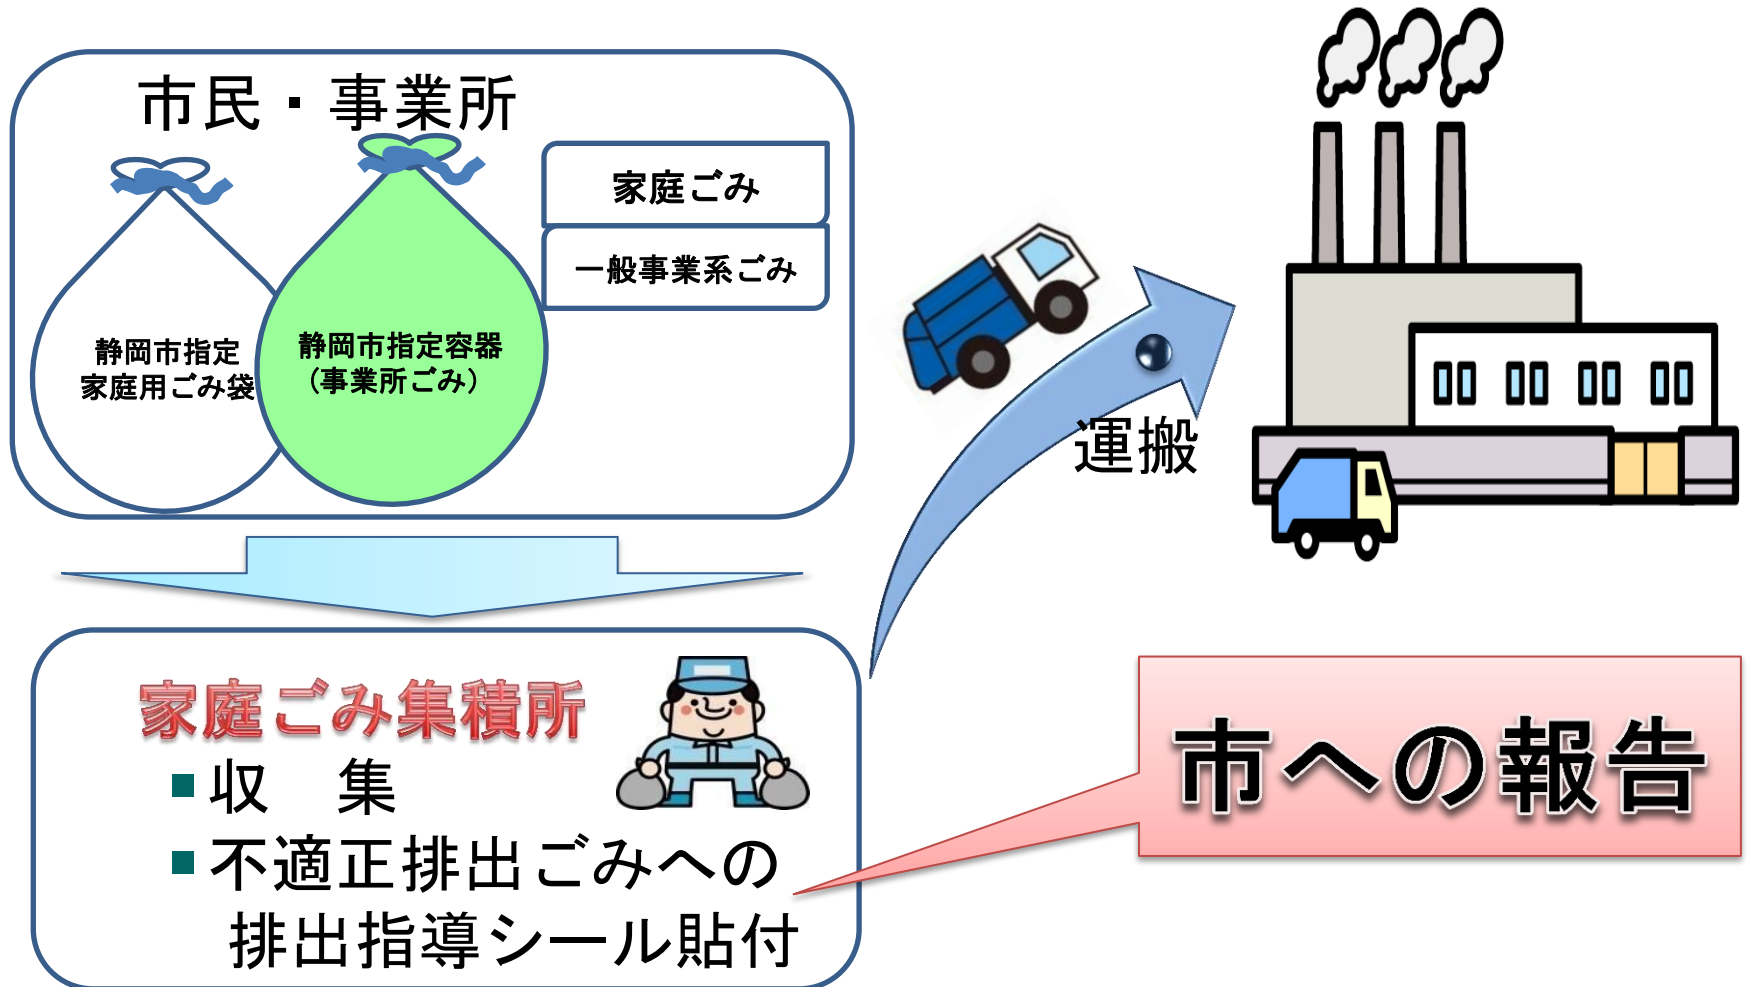 市民・事業所
家庭ごみ
一般事業系ごみ
静岡市指定
家庭用ごみ袋
静岡市指定容器
(事業所ごみ)
運搬
家庭ごみ集積所
■収　集
■不適正排出ごみへの
排出指導シール貼付
市への報告